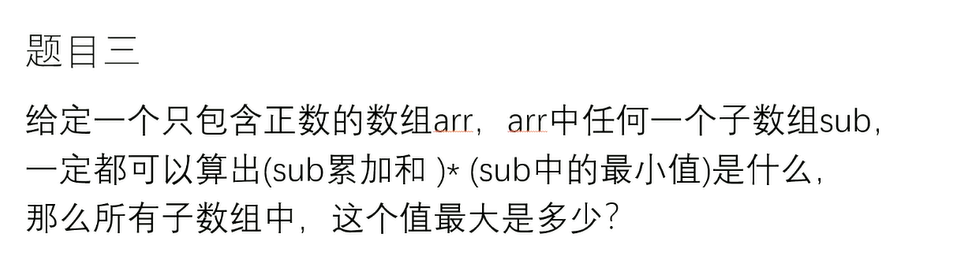 题目三
给定一个只包含正数的数组arr，arr中任何一个子数组sub，
一定都可以算出(sub累加和 )* (sub中的最小值)是什么，
那么所有子数组中，这个值最大是多少？